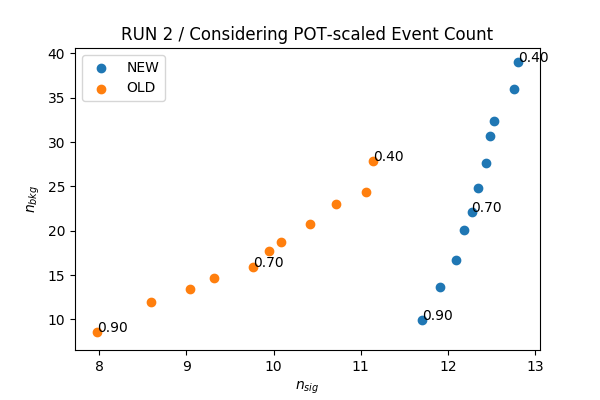 RUN 2 / Considering POT-scaled Event Count
NEW
OLD
0.40
0.40
0.70
0.70
0.90
0.90
40
35
30
25
20
15
10
n_bkg
8 9 10 11 12 13
n_sig